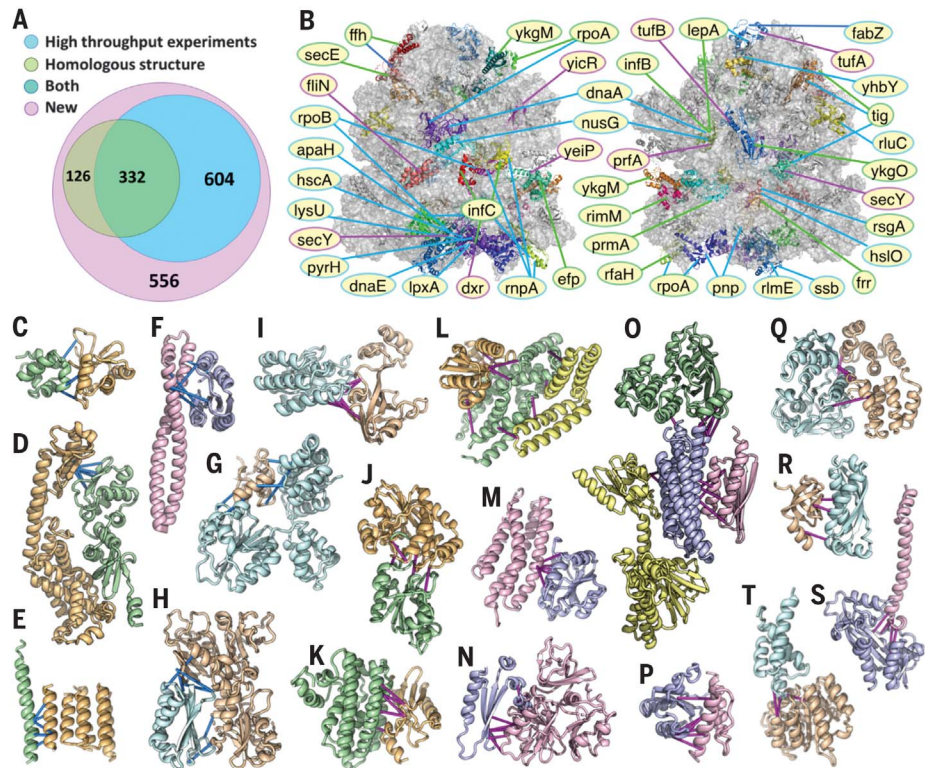 A
High throughput experiments
Homologous structure
Both
New
126
332
604
556
B
ffh
secE
fliN
rpoB
apaH
hscA
lysU
secY
pyrH
dnaE
lpxA
dxr
rnpA
efp
infC
ykgM
rpoA
yicR
dnaA
nusG
yeiP
tufB
lepA
infB
prfA
ykgM
rimM
prmA
rfaH
rpoA
pnp
rlmE
ssb
frr
fabZ
tufA
yhbY
tig
rluC
ykgO
secY
rsgA
hslO
C
F
I
L
O
Q
D
G
J
M
R
E
H
K
N
P
T
S